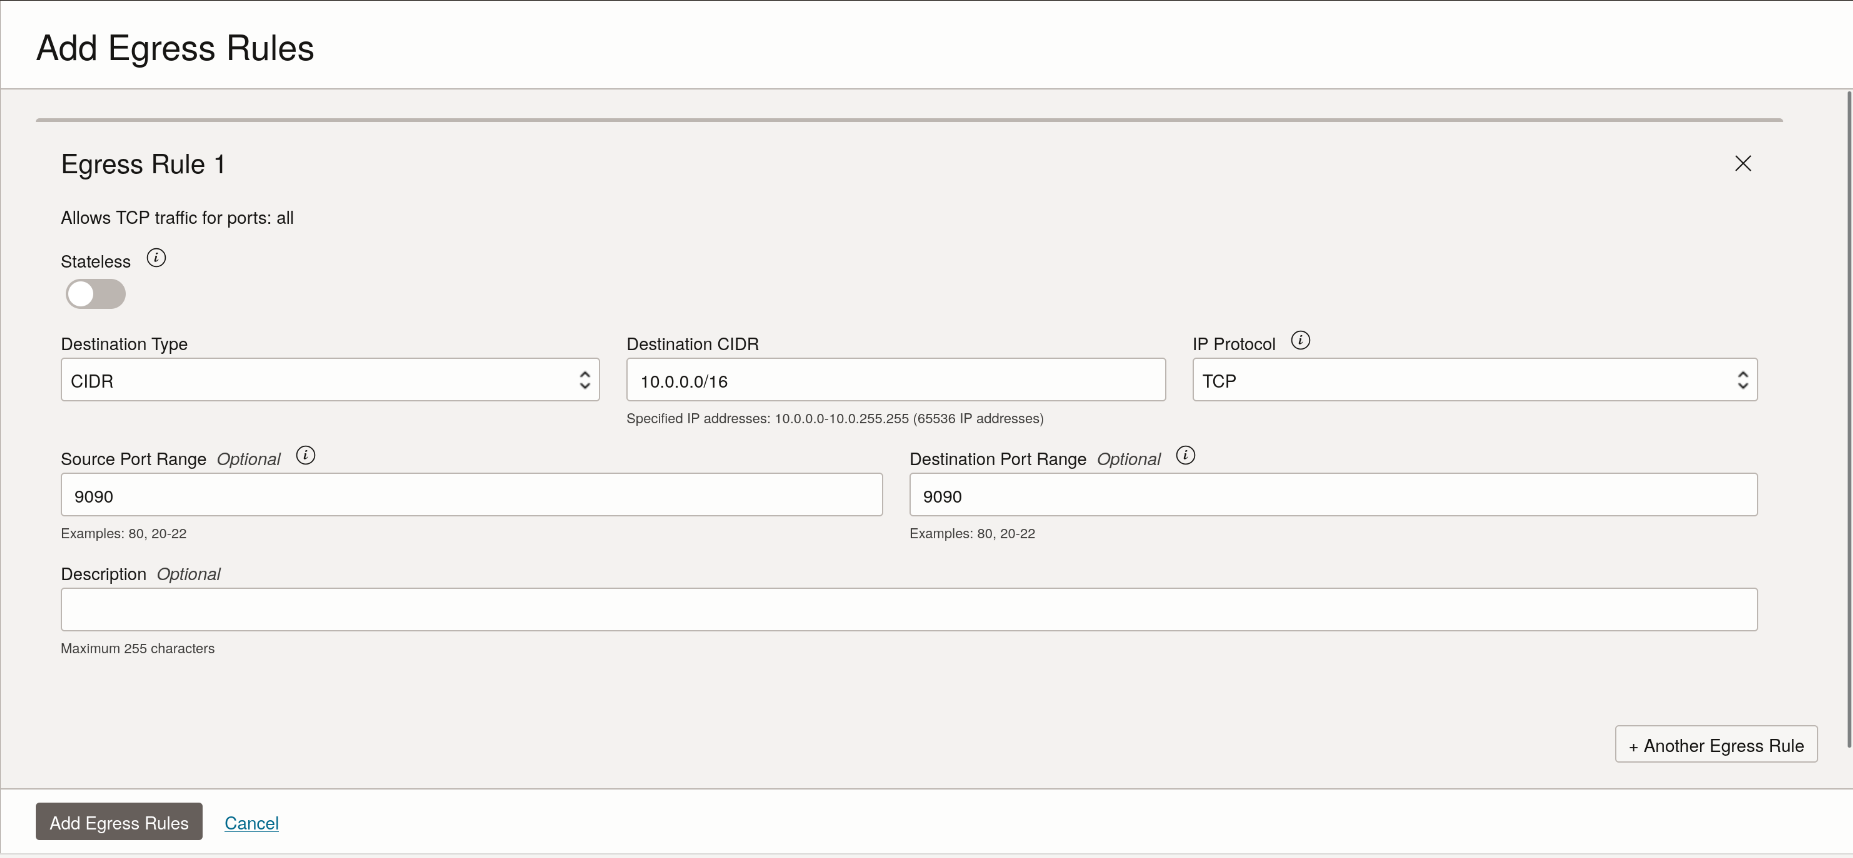 Add Egress Rules
Egress Rule 1
Allows TCP traffic for ports: all
Stateless
Destination Type
Destination CIDR
IP Protocol
CIDR
10.0.0.0/16
TCP
Specified IP addresses: 10.0.0.0-10.0.255.255 (65536 IP addresses)
Source Port Range Optional
Destination Port Range Optional
9090
9090
Examples: 80, 20-22
Examples: 80, 20-22
Description Optional
Maximum 255 characters
+ Another Egress Rule
Add Egress Rules
Cancel